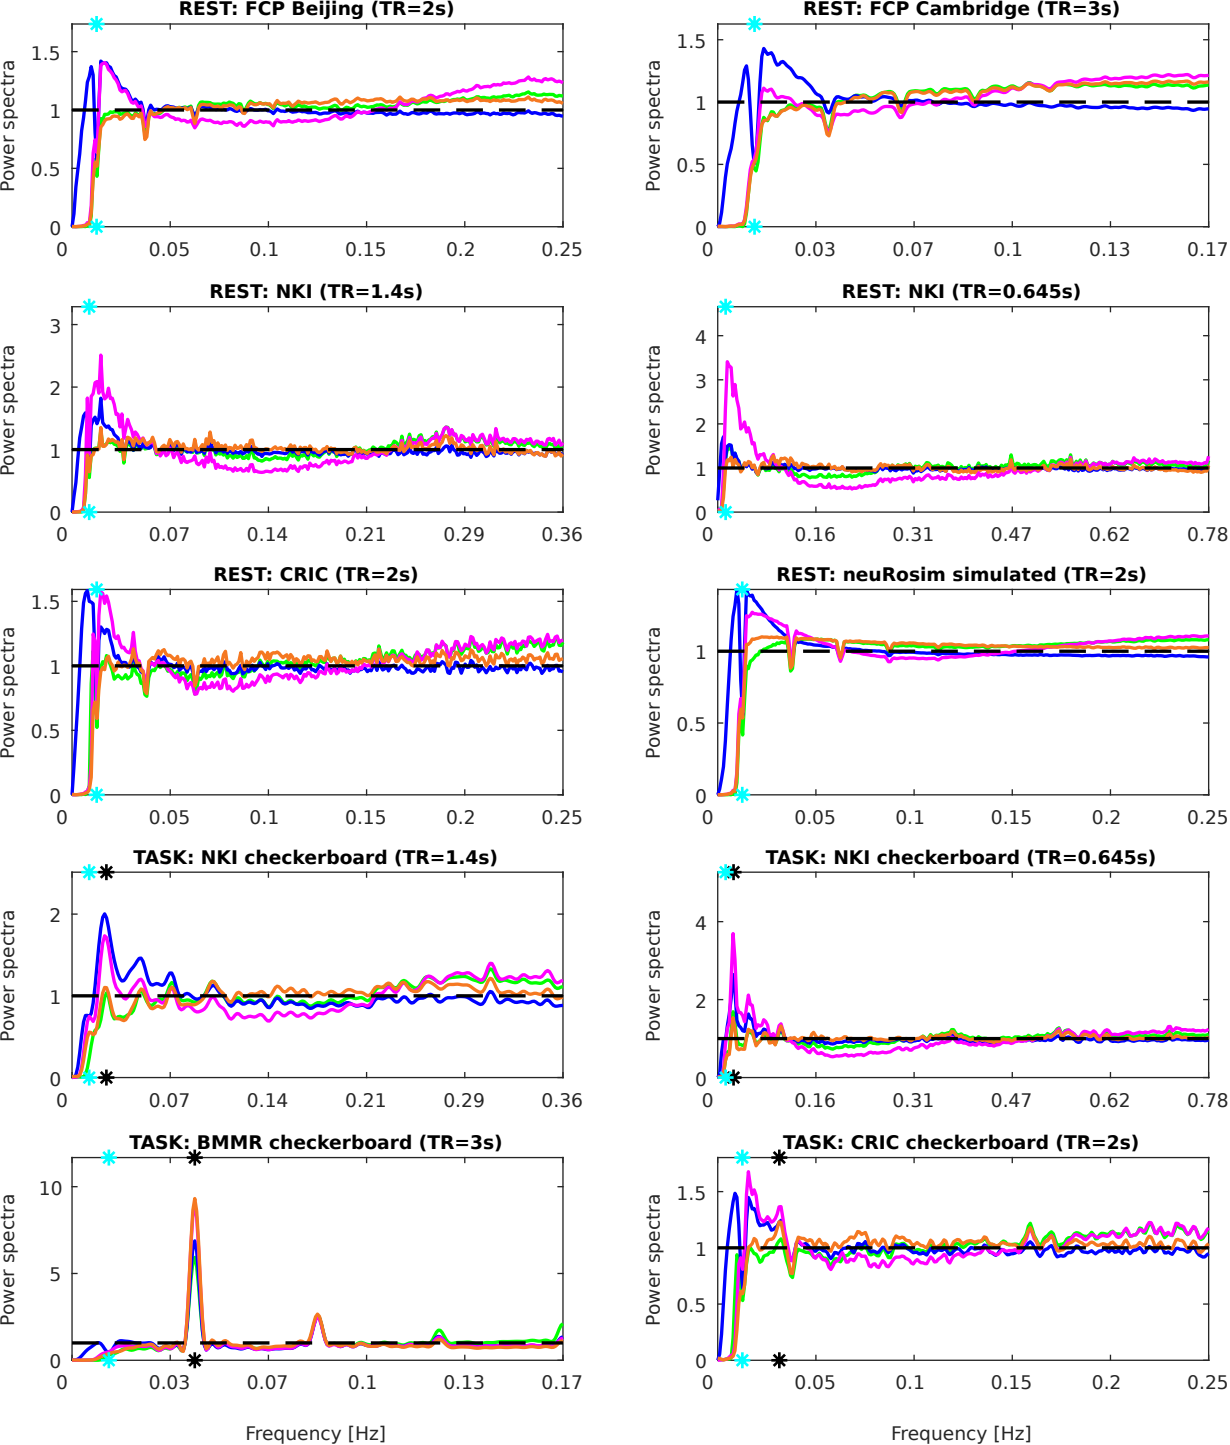 REST: FCP Beijing (TR=2s)
Power spectra
1.5
1
0.5
0
0 0.05 0.1 0.15 0.2 0.25
REST: FCP Cambridge (TR=3s)
Power spectra
1.5
1
0.5
0
0 0.03 0.07 0.1 0.13 0.17
REST: NKI (TR=1.4s)
Power spectra
3
2
1
0
0 0.07 0.14 0.21 0.29 0.36
REST: NKI (TR=0.645s)
Power spectra
4
3
2
1
0
0 0.16 0.31 0.47 0.62 0.78
REST: CRIC (TR=2s)
Power spectra
1.5
1
0.5
0
0 0.05 0.1 0.15 0.2 0.25
REST: neuRosim simulated (TR=2s)
Power spectra
1
0.5
0
0 0.05 0.1 0.15 0.2 0.25
TASK: NKI checkerboard (TR=1.4s)
Power spectra
2
1
0
0 0.07 0.14 0.21 0.29 0.36
TASK: NKI checkerboard (TR=0.645s)
Power spectra
4
2
1
0
0 0.16 0.31 0.47 0.62 0.78
TASK: BMMR checkerboard (TR=3s)
Power spectra
10
5
1
0
0 0.03 0.07 0.1 0.13 0.17
Frequency [Hz]
TASK: CRIC checkerboard (TR=2s)
Power spectra
1.5
1
0.5
0
0 0.05 0.1 0.15 0.2 0.25
Frequency [Hz]